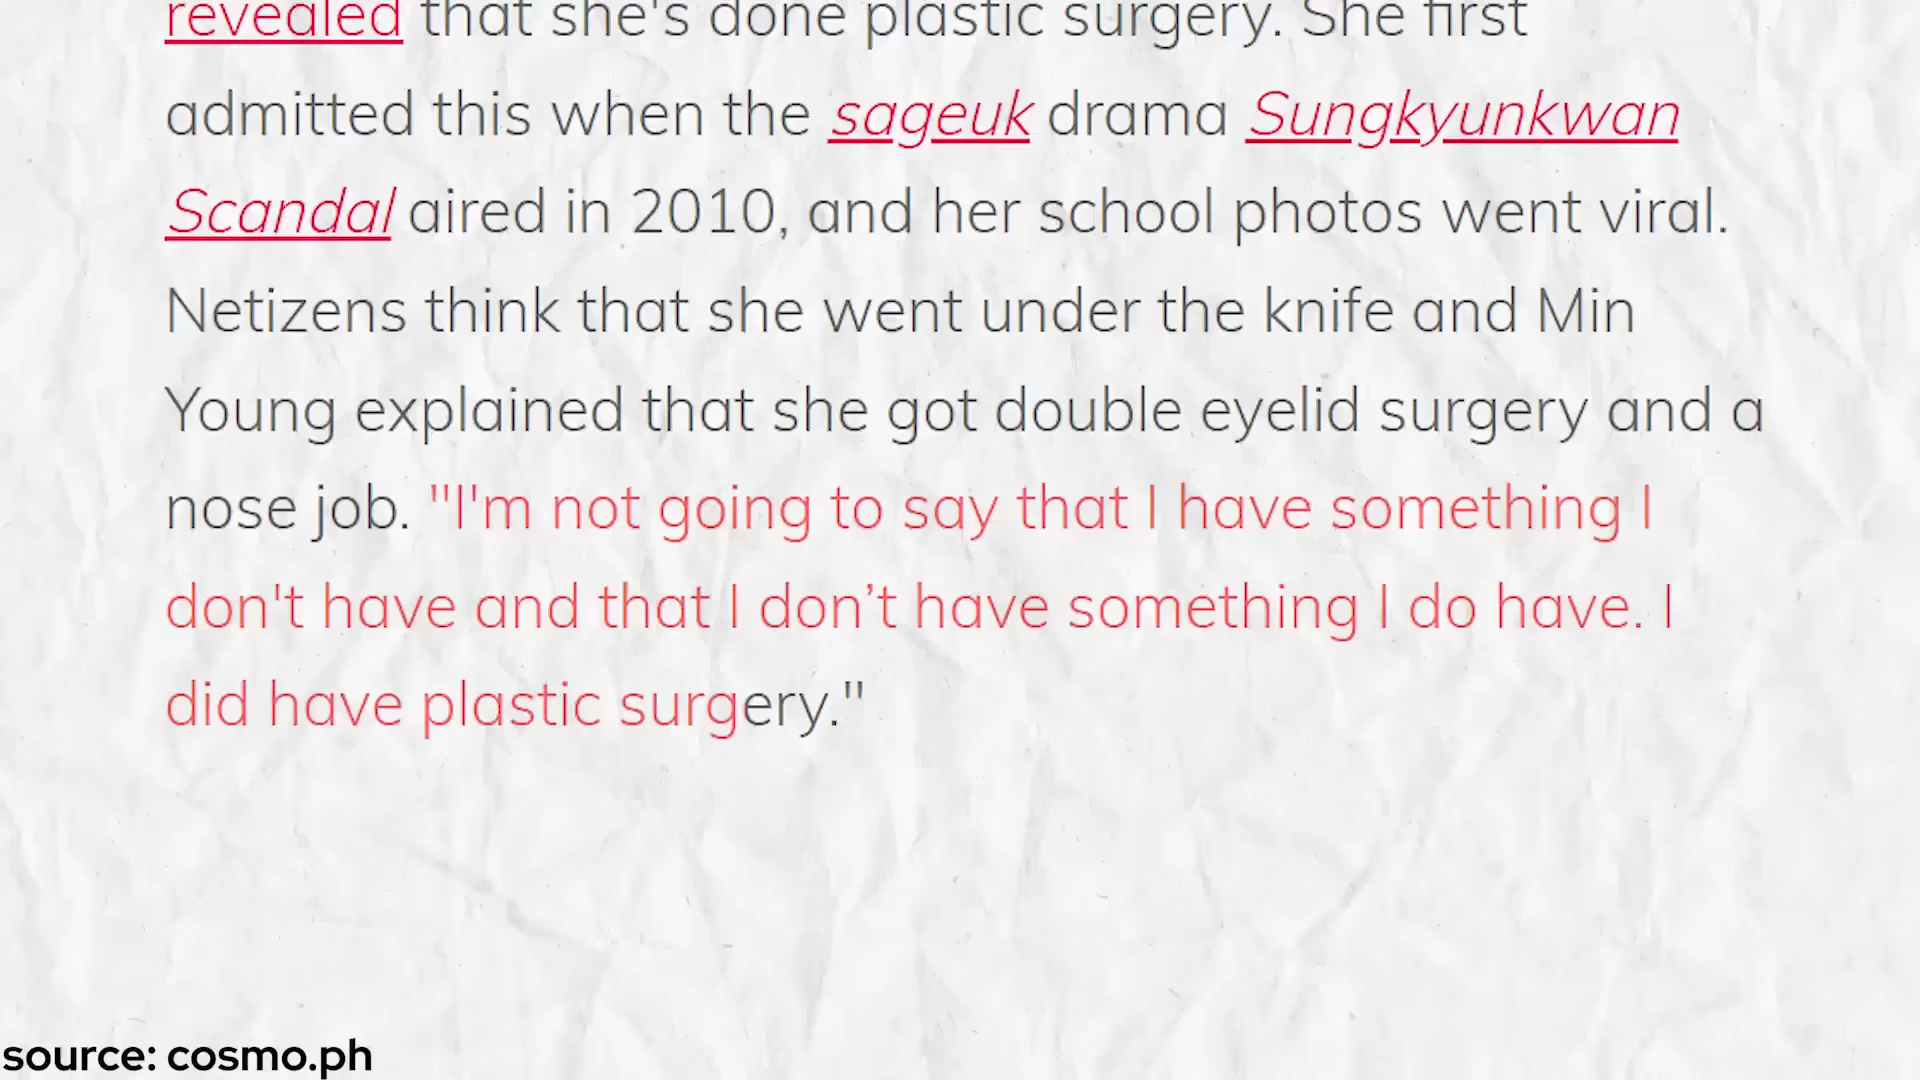 revealed that she's done plastic surgery. She first
admitted this when the sageuk drama Sungkyunkwan
Scandal aired in 2010, and her school photos went viral.
Netizens think that she went under the knife and Min
Young explained that she got double eyelid surgery and a
nose job. "I'm not going to say that I have something I
don't have and that I don’t have something I do have. I
did have plastic surgery."
source: cosmo.ph